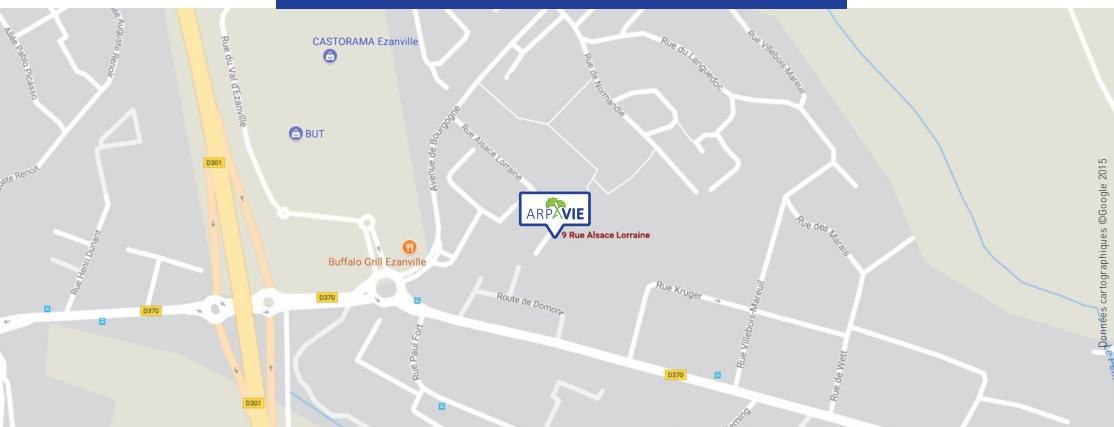 Allée Pablo Picasso
Allée Auguste Renoir
Rue du Val d'Ezanville
CASTORAMA Ezanville
BUT
Avenue de Bourgogne
Rue Alsace Lorraine
Rue de Normandie
Rue du Languedoc
Rue Villebois-Mareuil
D301
Renoir
Rue Henri Dunant
ARPAVIE
9 Rue Alsace Lorraine
Buffalo Grill Ezanville
Rue des Marais
D370
D370
Route de Domont
Rue Kruger
Rue Villebois-Mareuil
Rue Paul Fort
Rue de Wett
D370
D301
Données cartographiques ©Google 2015